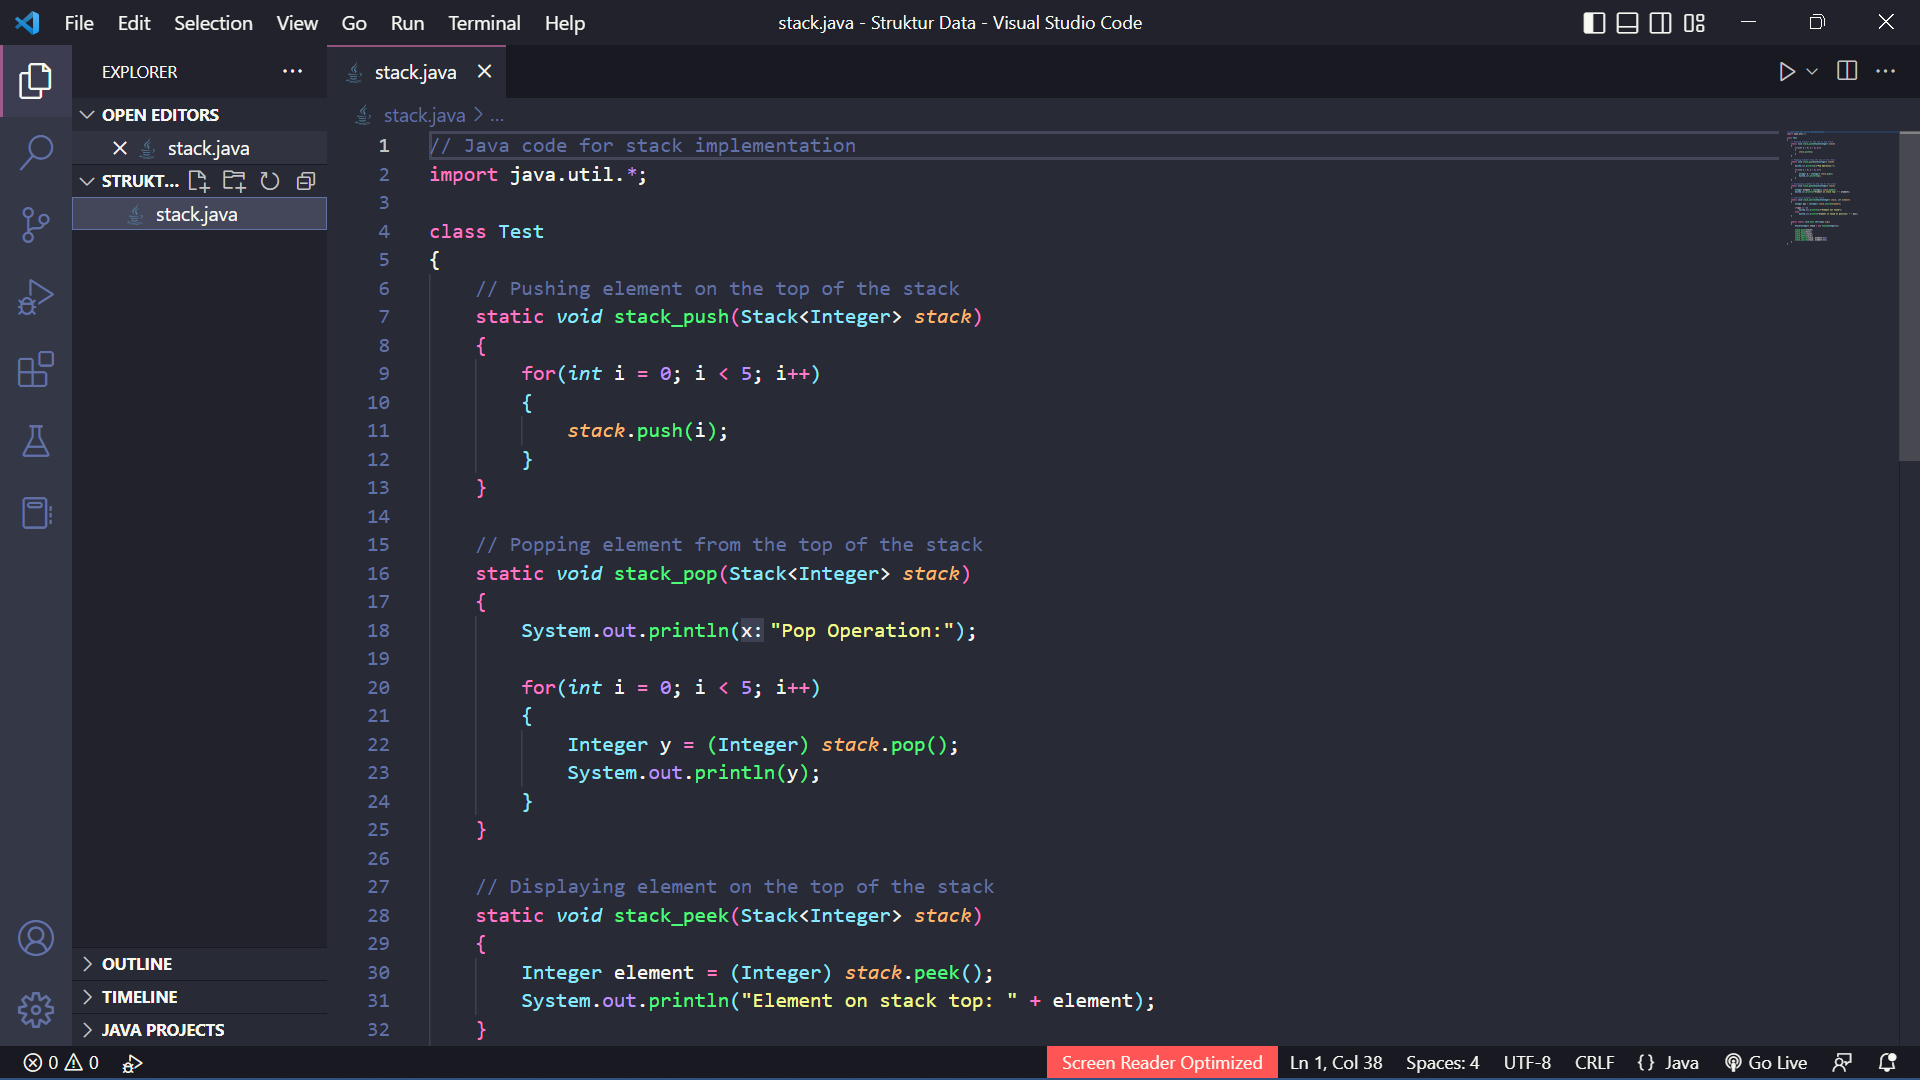 File Edit Selection View Go Run Terminal Help
stack.java - Struktur Data - Visual Studio Code
EXPLORER
OPEN EDITORS
stack.java
STRUKT...
stack.java
OUTLINE
TIMELINE
JAVA PROJECTS
stack.java
stack.java > ...
1 // Java code for stack implementation
2 import java.util.*;
3
4 class Test
5 {
6 // Pushing element on the top of the stack
7 static void stack_push(Stack<Integer> stack)
8 {
9 for(int i = 0; i < 5; i++)
10 {
11 stack.push(i);
12 }
13 }
14
15 // Popping element from the top of the stack
16 static void stack_pop(Stack<Integer> stack)
17 {
18 System.out.println(x: "Pop Operation:");
19
20 for(int i = 0; i < 5; i++)
21 {
22 Integer y = (Integer) stack.pop();
23 System.out.println(y);
24 }
25 }
26
27 // Displaying element on the top of the stack
28 static void stack_peek(Stack<Integer> stack)
29 {
30 Integer element = (Integer) stack.peek();
31 System.out.println("Element on stack top: " + element);
32 }
0 0
Screen Reader Optimized Ln 1, Col 38 Spaces: 4 UTF-8 CRLF {} Java Go Live